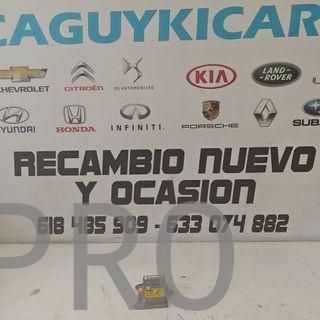 CAGUYKICAR
CHEVROLET CITROËN DS AUTOMOBILES KIA LAND ROVER
HYUNDAI HONDA INFINITI PORSCHE RENAULT SUBA
RECAMBIO NUEVO
Y OCASION
618 485 909 - 633 074 882
PRO